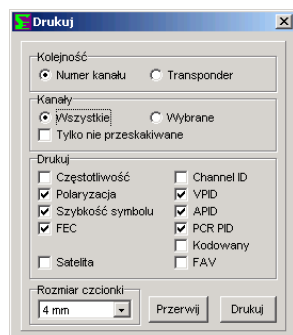 Drukuj
Kolejność
Numer kanału Transponder
Kanały
Wszystkie Wybrane
Tylko nie przeskakiwane
Drukuj
Częstotliwość Channel ID
Polaryzacja VPID
Szybkość symbolu APID
FEC PCR PID
Kodowany
Satelita FAV
Rozmiar czcionki
4 mm Przerwij Drukuj